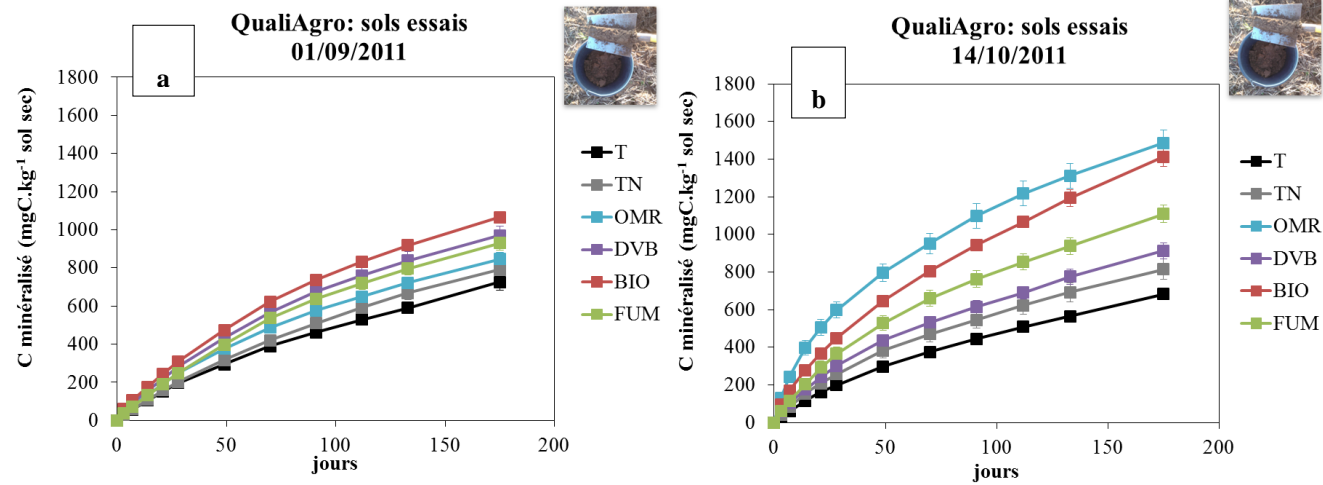 QualiAgro: sols essais
01/09/2011
a
C minéralisé (mgC.kg⁻¹ sol sec)
1800
1600
1400
1200
1000
800
600
400
200
0
0
50
100
150
200
jours
T
TN
OMR
DVB
BIO
FUM
QualiAgro: sols essais
14/10/2011
b
C minéralisé (mgC.kg⁻¹ sol sec)
1800
1600
1400
1200
1000
800
600
400
200
0
0
50
100
150
200
jours
T
TN
OMR
DVB
BIO
FUM